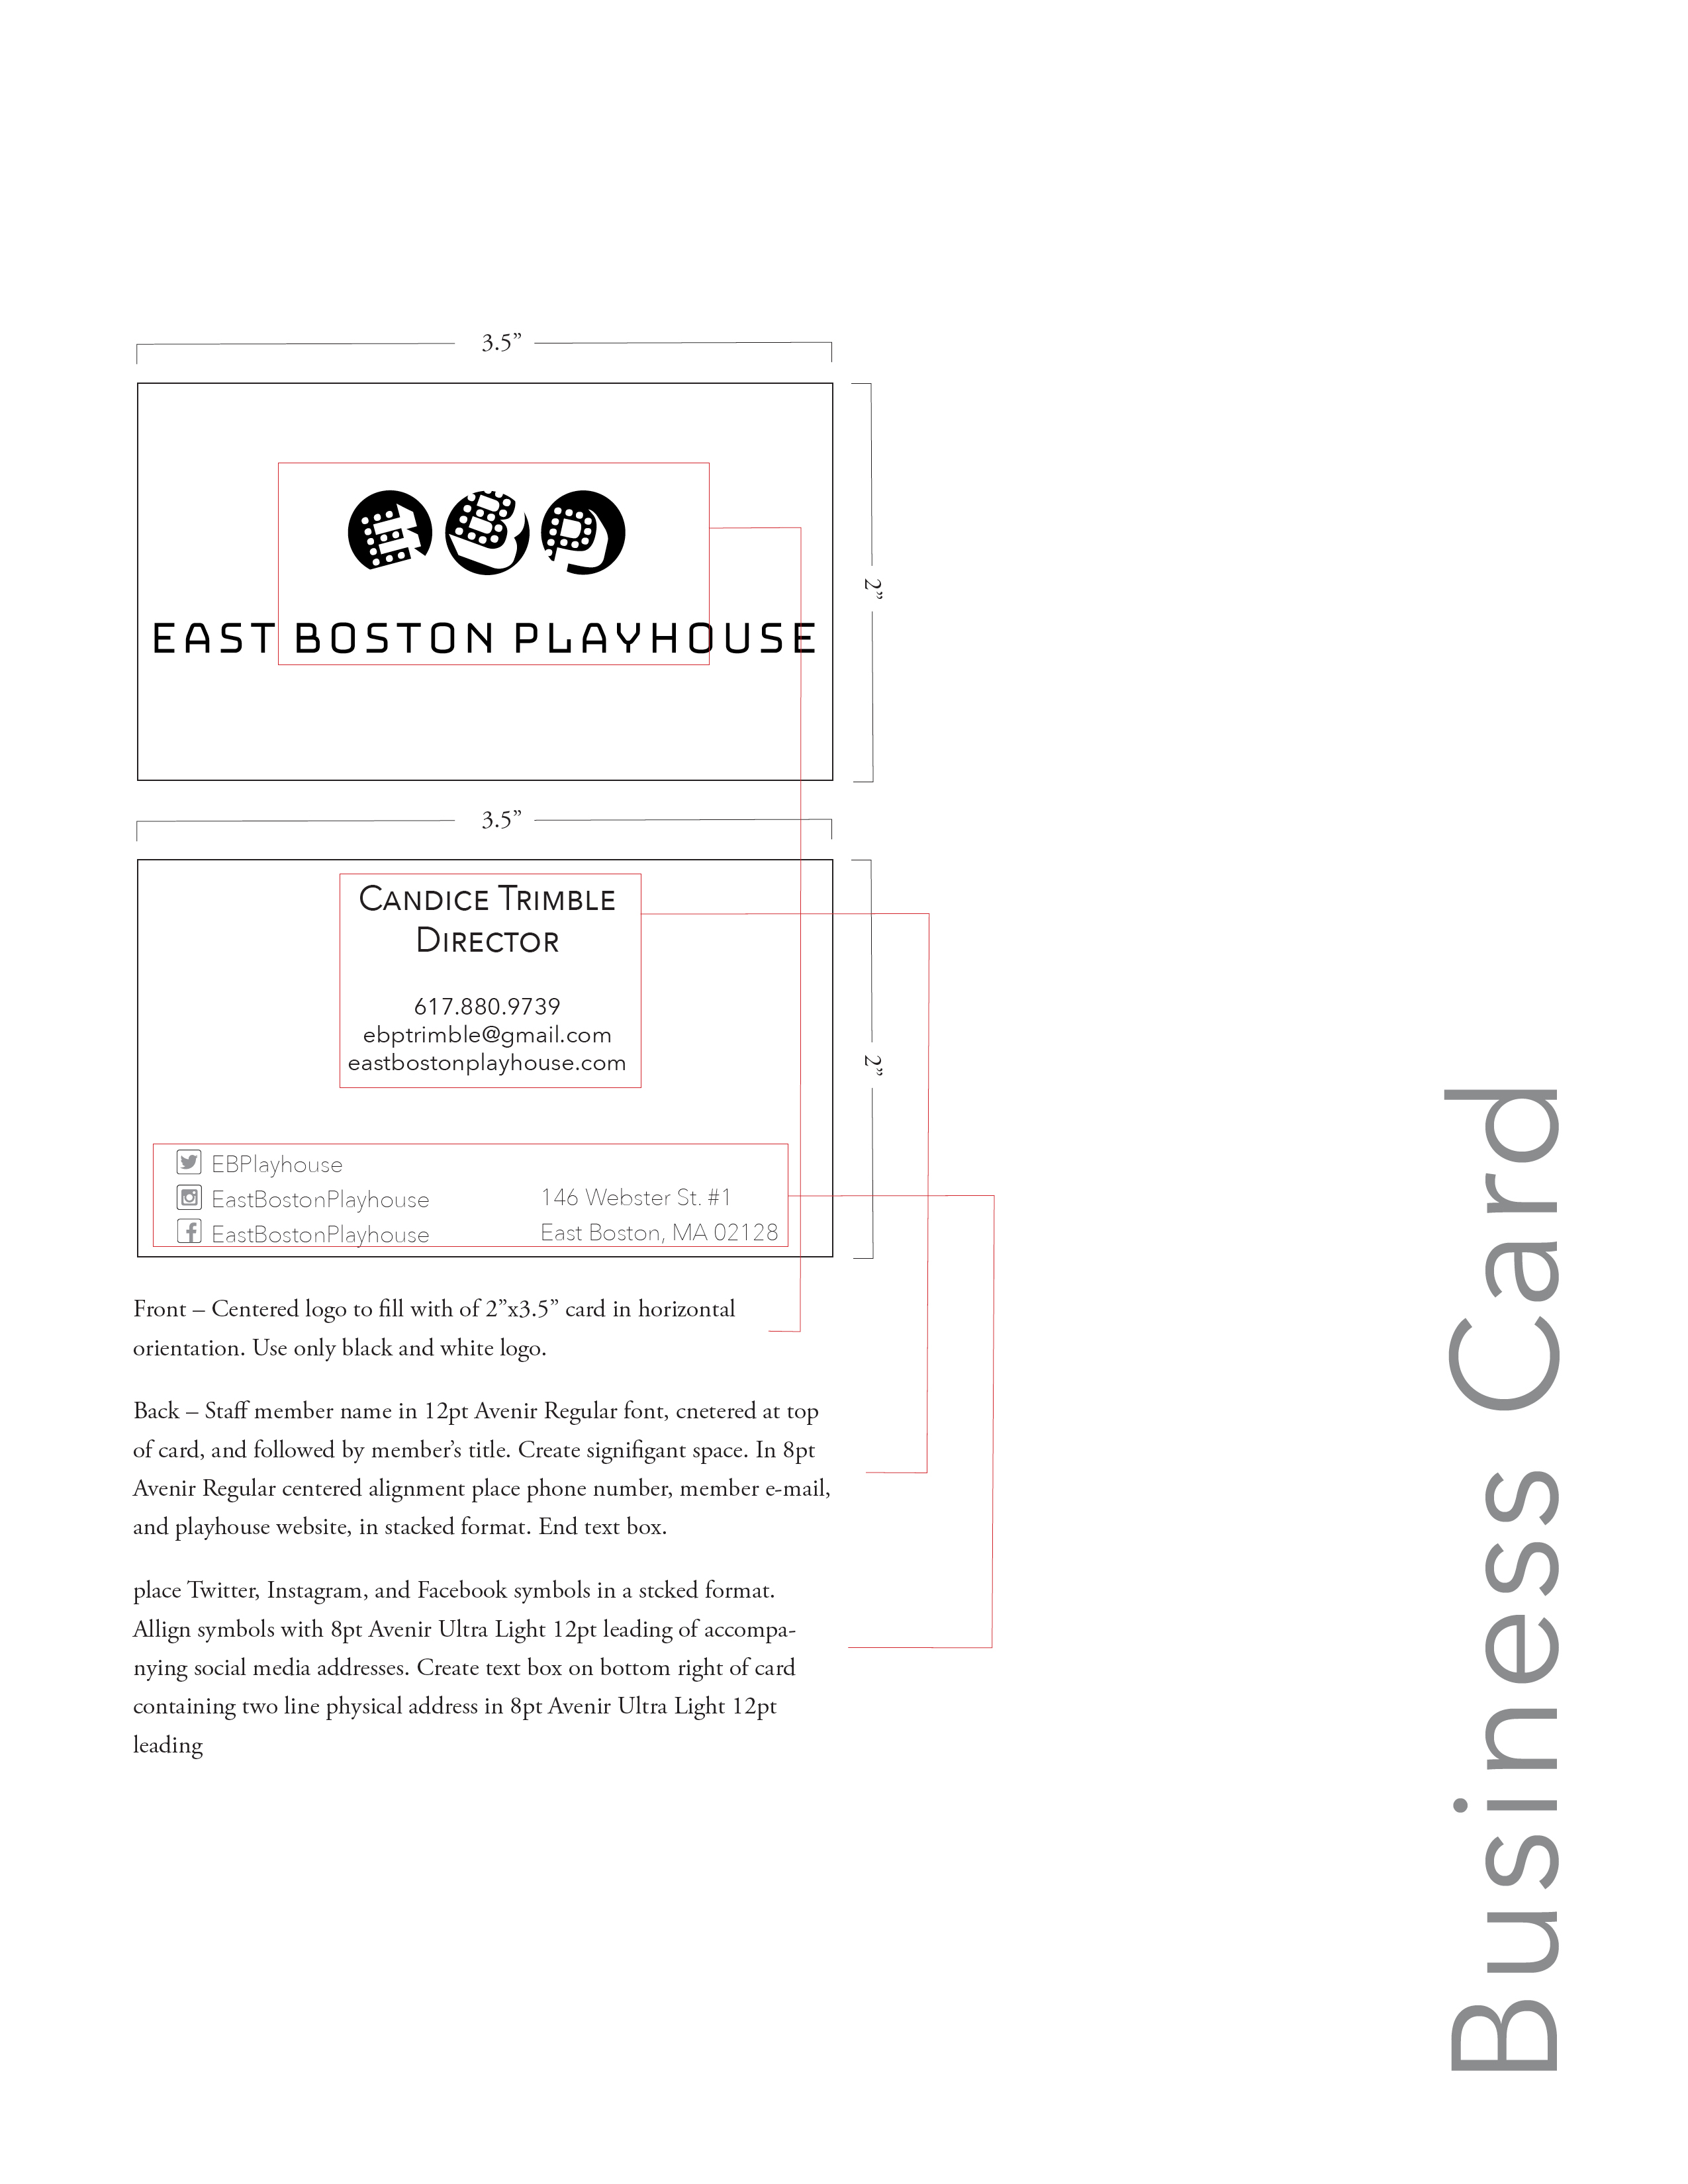 3.5”
EBP
EAST BOSTON PLAYHOUSE
2”
3.5”
Candice Trimble
Director
617.880.9739
ebptrimble@gmail.com
eastbostonplayhouse.com
2”
EBPlayhouse
EastBostonPlayhouse
EastBostonPlayhouse
146 Webster St. #1
East Boston, MA 02128
Front – Centered logo to fill with of 2”x3.5” card in horizontal
orientation. Use only black and white logo.
Back – Staff member name in 12pt Avenir Regular font, cnetered at top
of card, and followed by member’s title. Create signifigant space. In 8pt
Avenir Regular centered alignment place phone number, member e-mail,
and playhouse website, in stacked format. End text box.
place Twitter, Instagram, and Facebook symbols in a stcked format.
Allign symbols with 8pt Avenir Ultra Light 12pt leading of accompa-
nying social media addresses. Create text box on bottom right of card
containing two line physical address in 8pt Avenir Ultra Light 12pt
leading
Business Card